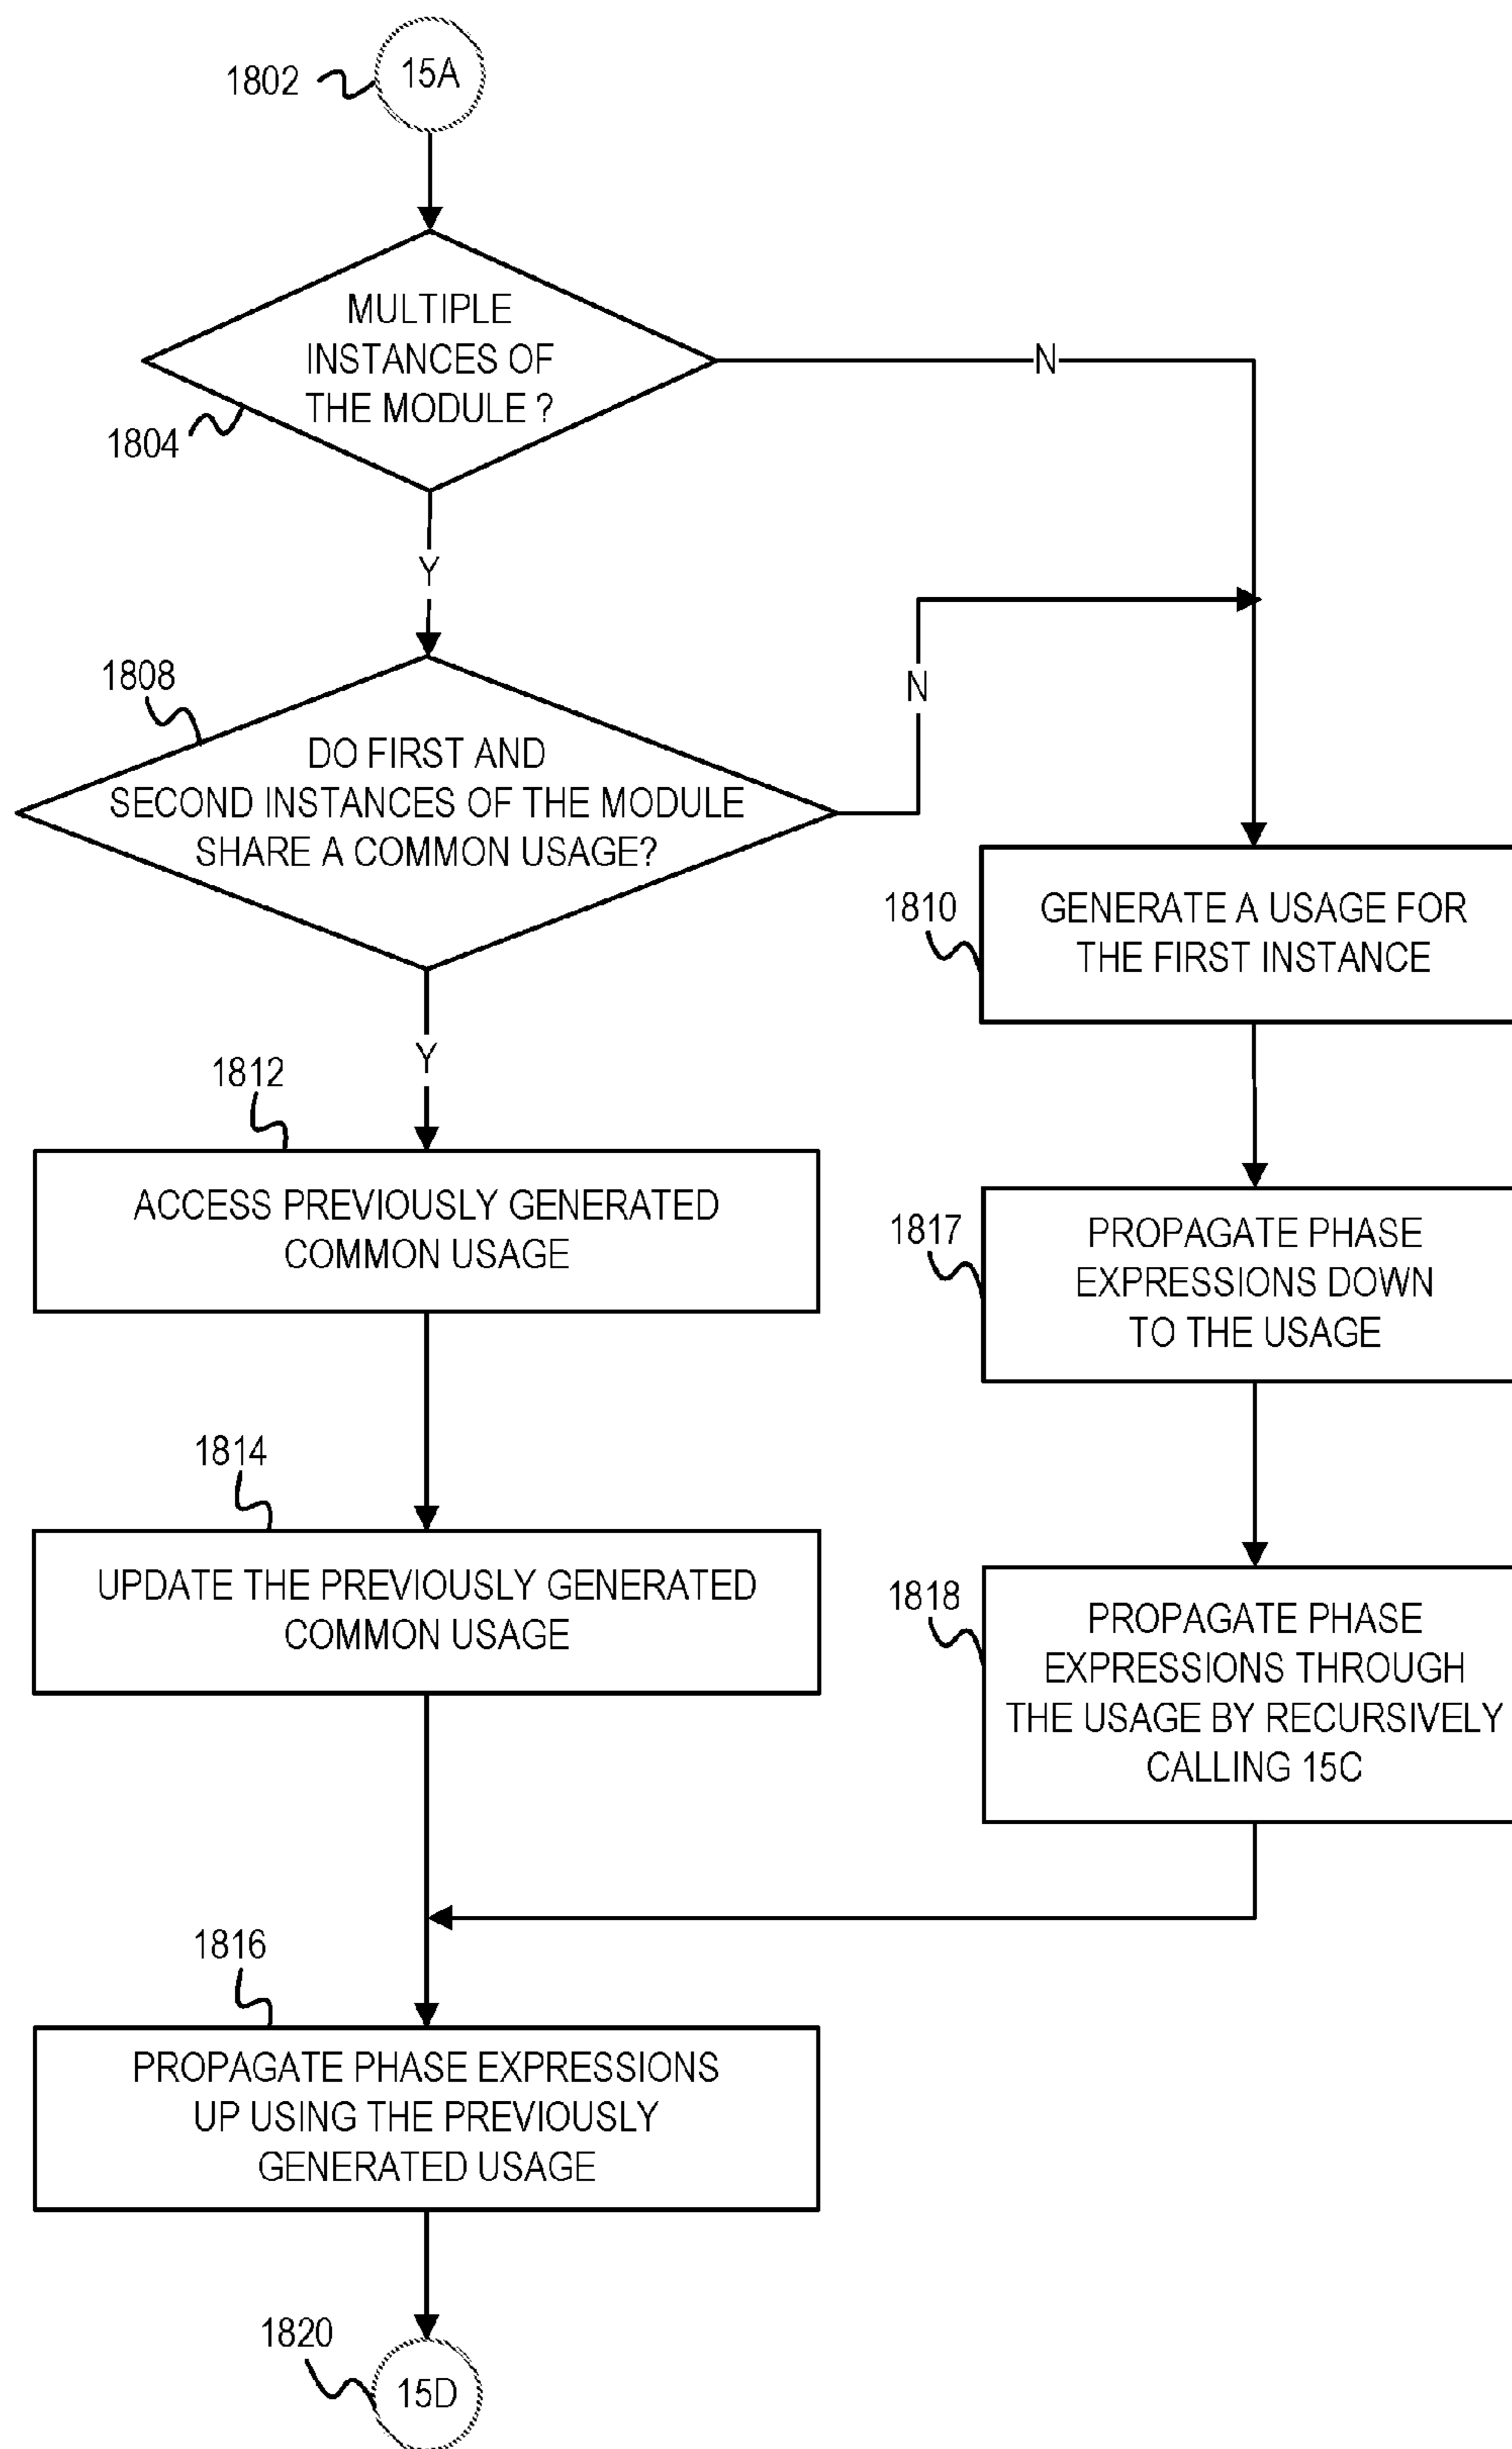 1802
15A
MULTIPLE
INSTANCES OF
THE MODULE ?
1804
N
Y
1808
DO FIRST AND
SECOND INSTANCES OF THE MODULE
SHARE A COMMON USAGE?
N
Y
1810
GENERATE A USAGE FOR
THE FIRST INSTANCE
1812
ACCESS PREVIOUSLY GENERATED
COMMON USAGE
1817
PROPAGATE PHASE
EXPRESSIONS DOWN
TO THE USAGE
1814
UPDATE THE PREVIOUSLY GENERATED
COMMON USAGE
1818
PROPAGATE PHASE
EXPRESSIONS THROUGH
THE USAGE BY RECURSIVELY
CALLING 15C
1816
PROPAGATE PHASE EXPRESSIONS
UP USING THE PREVIOUSLY
GENERATED USAGE
1820
15D